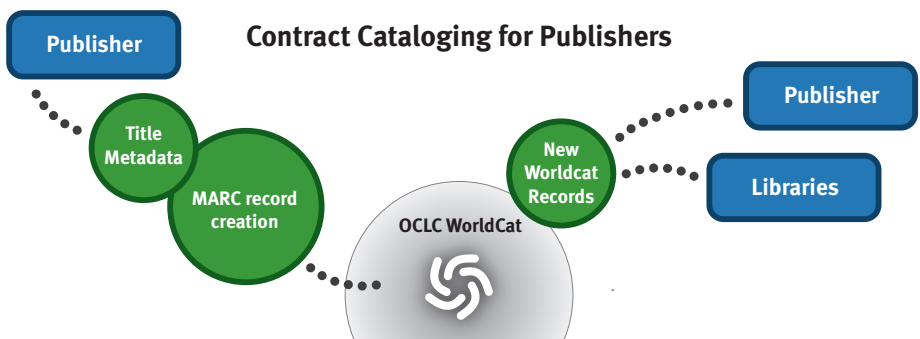 Contract Cataloging for Publishers
Publisher
Title
Metadata
MARC record
creation
OCLC WorldCat
New
Worldcat
Records
Publisher
Libraries